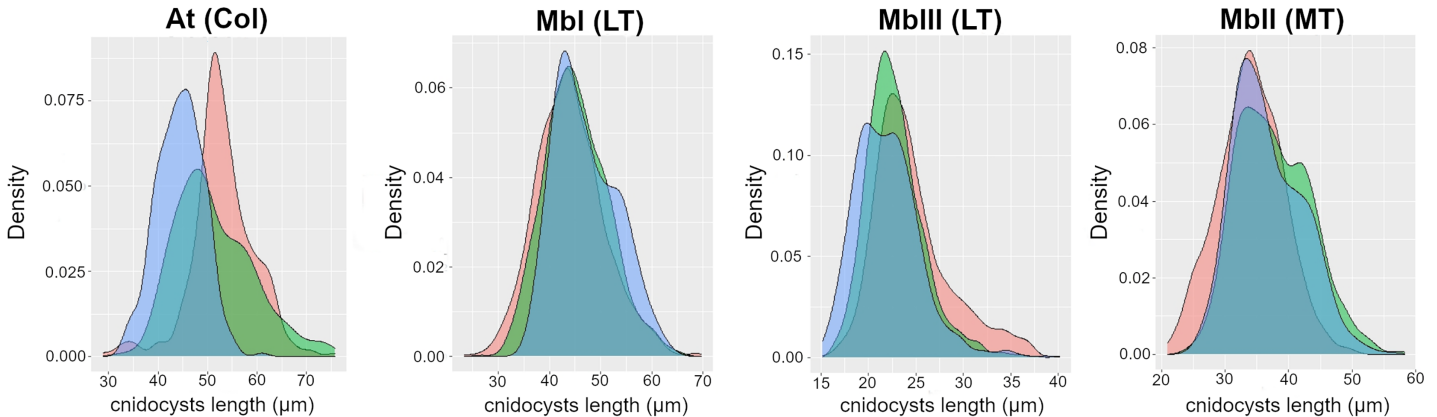 At (Col)
Density
0.075
0.050
0.025
0.000
30 40 50 60 70
cnidocysts length (µm)
MbI (LT)
Density
0.06
0.04
0.02
0.00
30 40 50 60 70
cnidocysts length (µm)
MbIII (LT)
Density
0.15
0.10
0.05
0.00
15 20 25 30 35 40
cnidocysts length (µm)
MbII (MT)
Density
0.08
0.06
0.04
0.02
0.00
20 30 40 50 60
cnidocysts length (µm)